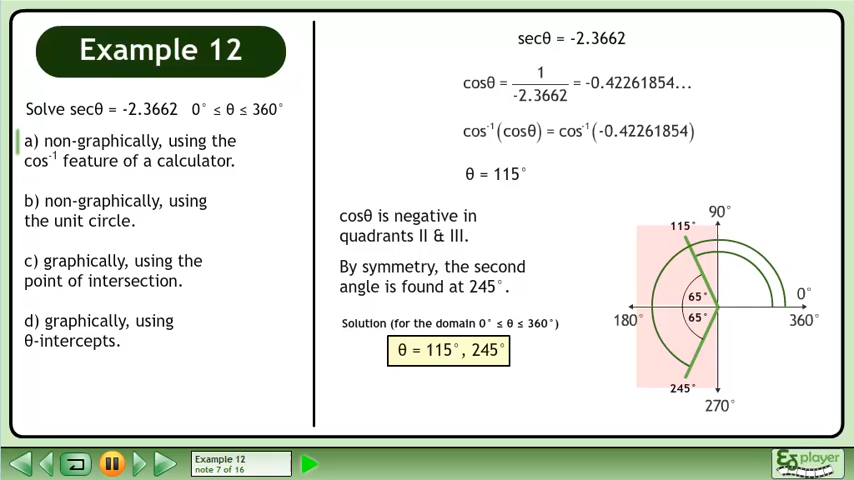 Example 12
Solve secθ = -2.3662 0° ≤ θ ≤ 360°
a) non-graphically, using the
cos⁻¹ feature of a calculator.
b) non-graphically, using
the unit circle.
c) graphically, using the
point of intersection.
d) graphically, using
θ-intercepts.
secθ = -2.3662
cosθ = 1/-2.3662 = -0.42261854...
cos⁻¹(cosθ) = cos⁻¹(-0.42261854)
θ = 115°
cosθ is negative in
quadrants II & III.
By symmetry, the second
angle is found at 245°.
Solution (for the domain 0° ≤ θ ≤ 360°)
θ = 115°, 245°
90°
115°
65°
0°
180°
65°
360°
245°
270°
Example 12
note 7 of 16
player